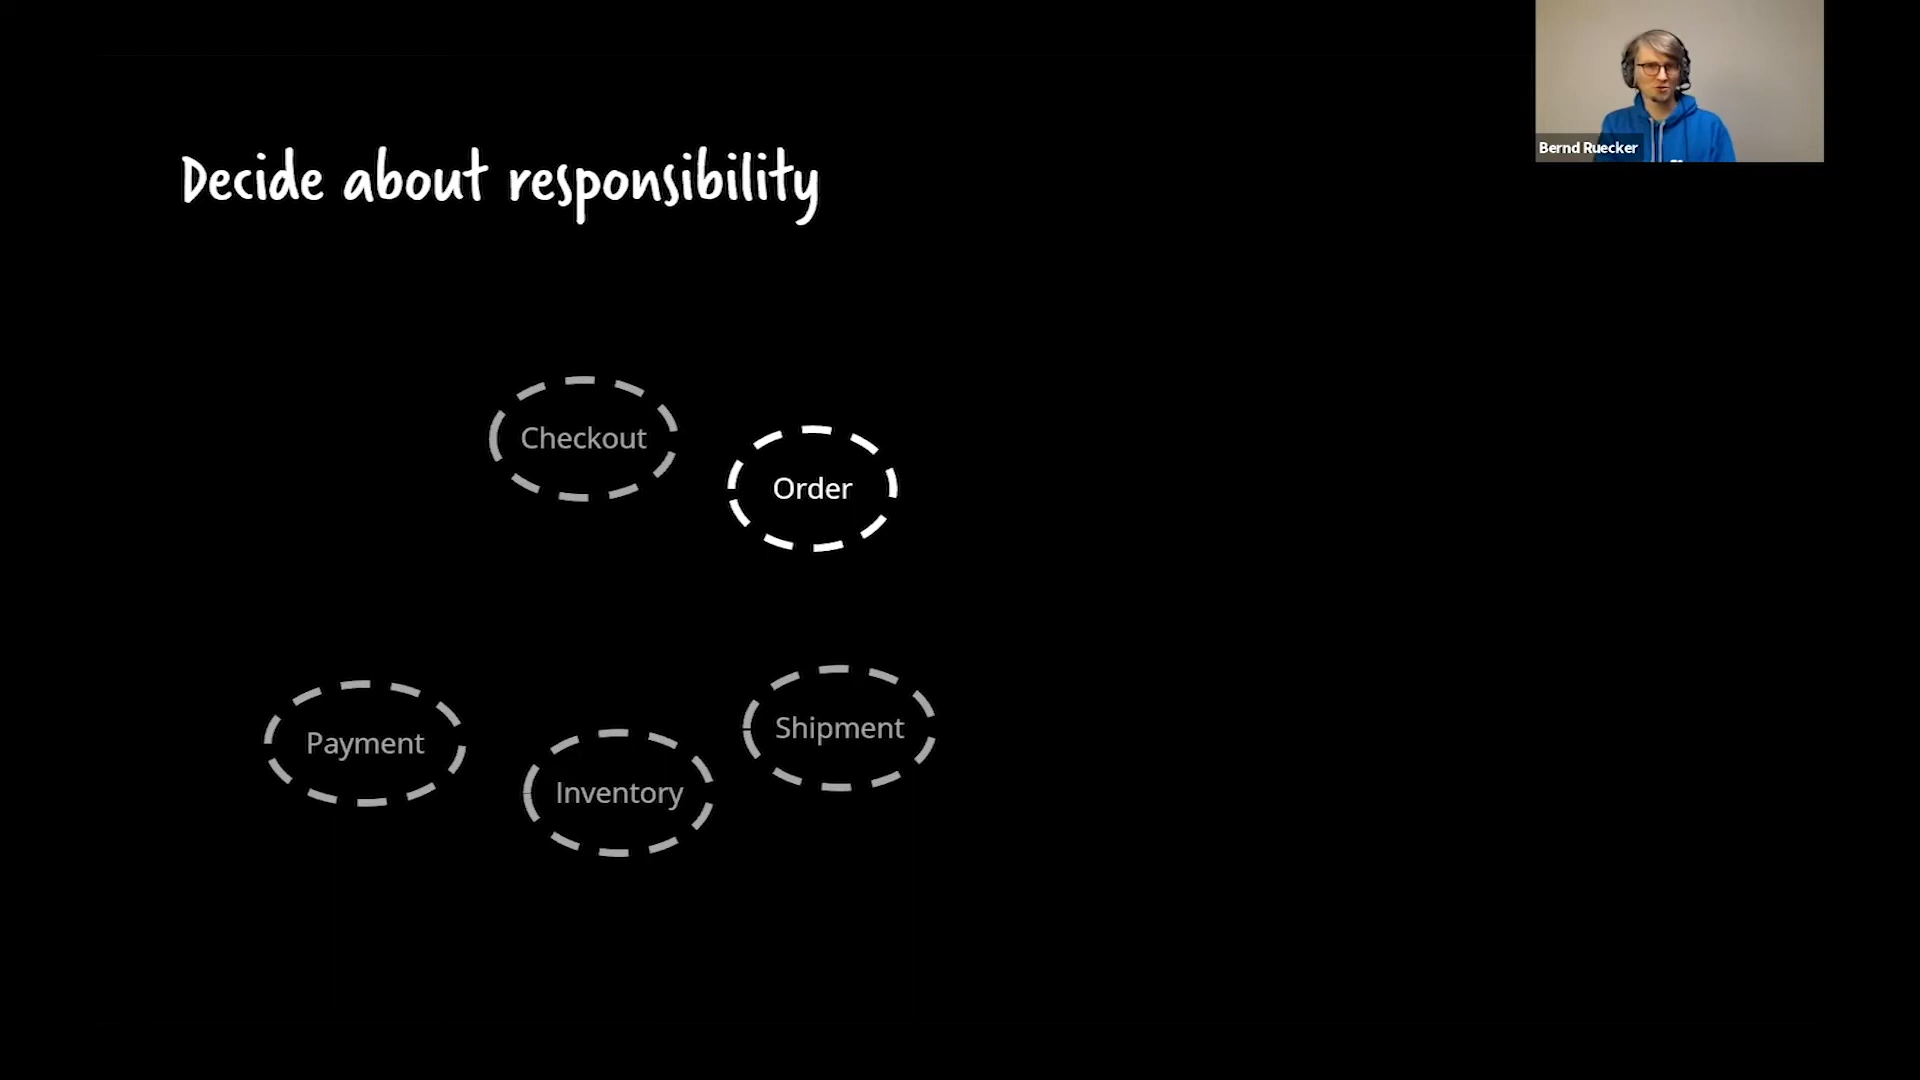 Bernd Ruecker
Decide about responsibility
Checkout
Order
Payment
Inventory
Shipment